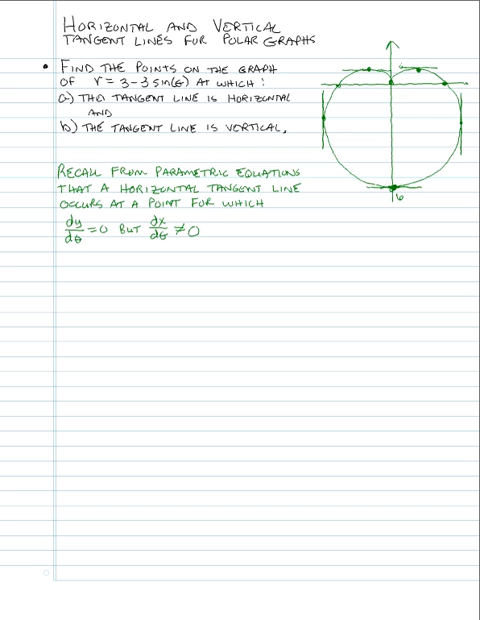 HORIZONTAL AND VERTICAL
TANGENT LINES FOR POLAR GRAPHS
• FIND THE POINTS ON THE GRAPH
OF r = 3 - 3 sin(θ) AT WHICH:
a) THE TANGENT LINE IS HORIZONTAL
AND
b) THE TANGENT LINE IS VERTICAL.
6
RECALL FROM PARAMETRIC EQUATIONS
THAT A HORIZONTAL TANGENT LINE
OCCURS AT A POINT FOR WHICH
dy/dθ = 0 BUT dx/dθ ≠ 0